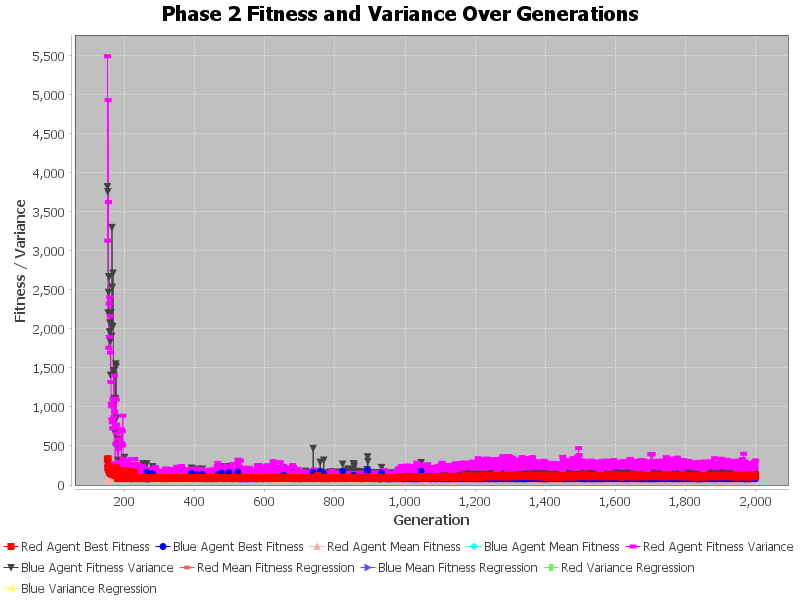 Phase 2 Fitness and Variance Over Generations
Fitness / Variance
5,500
5,000
4,500
4,000
3,500
3,000
2,500
2,000
1,500
1,000
500
0
200 400 600 800 1,000 1,200 1,400 1,600 1,800 2,000
Generation
Red Agent Best Fitness Blue Agent Best Fitness Red Agent Mean Fitness Blue Agent Mean Fitness Red Agent Fitness Variance
Blue Agent Fitness Variance Red Mean Fitness Regression Blue Mean Fitness Regression Red Variance Regression
Blue Variance Regression